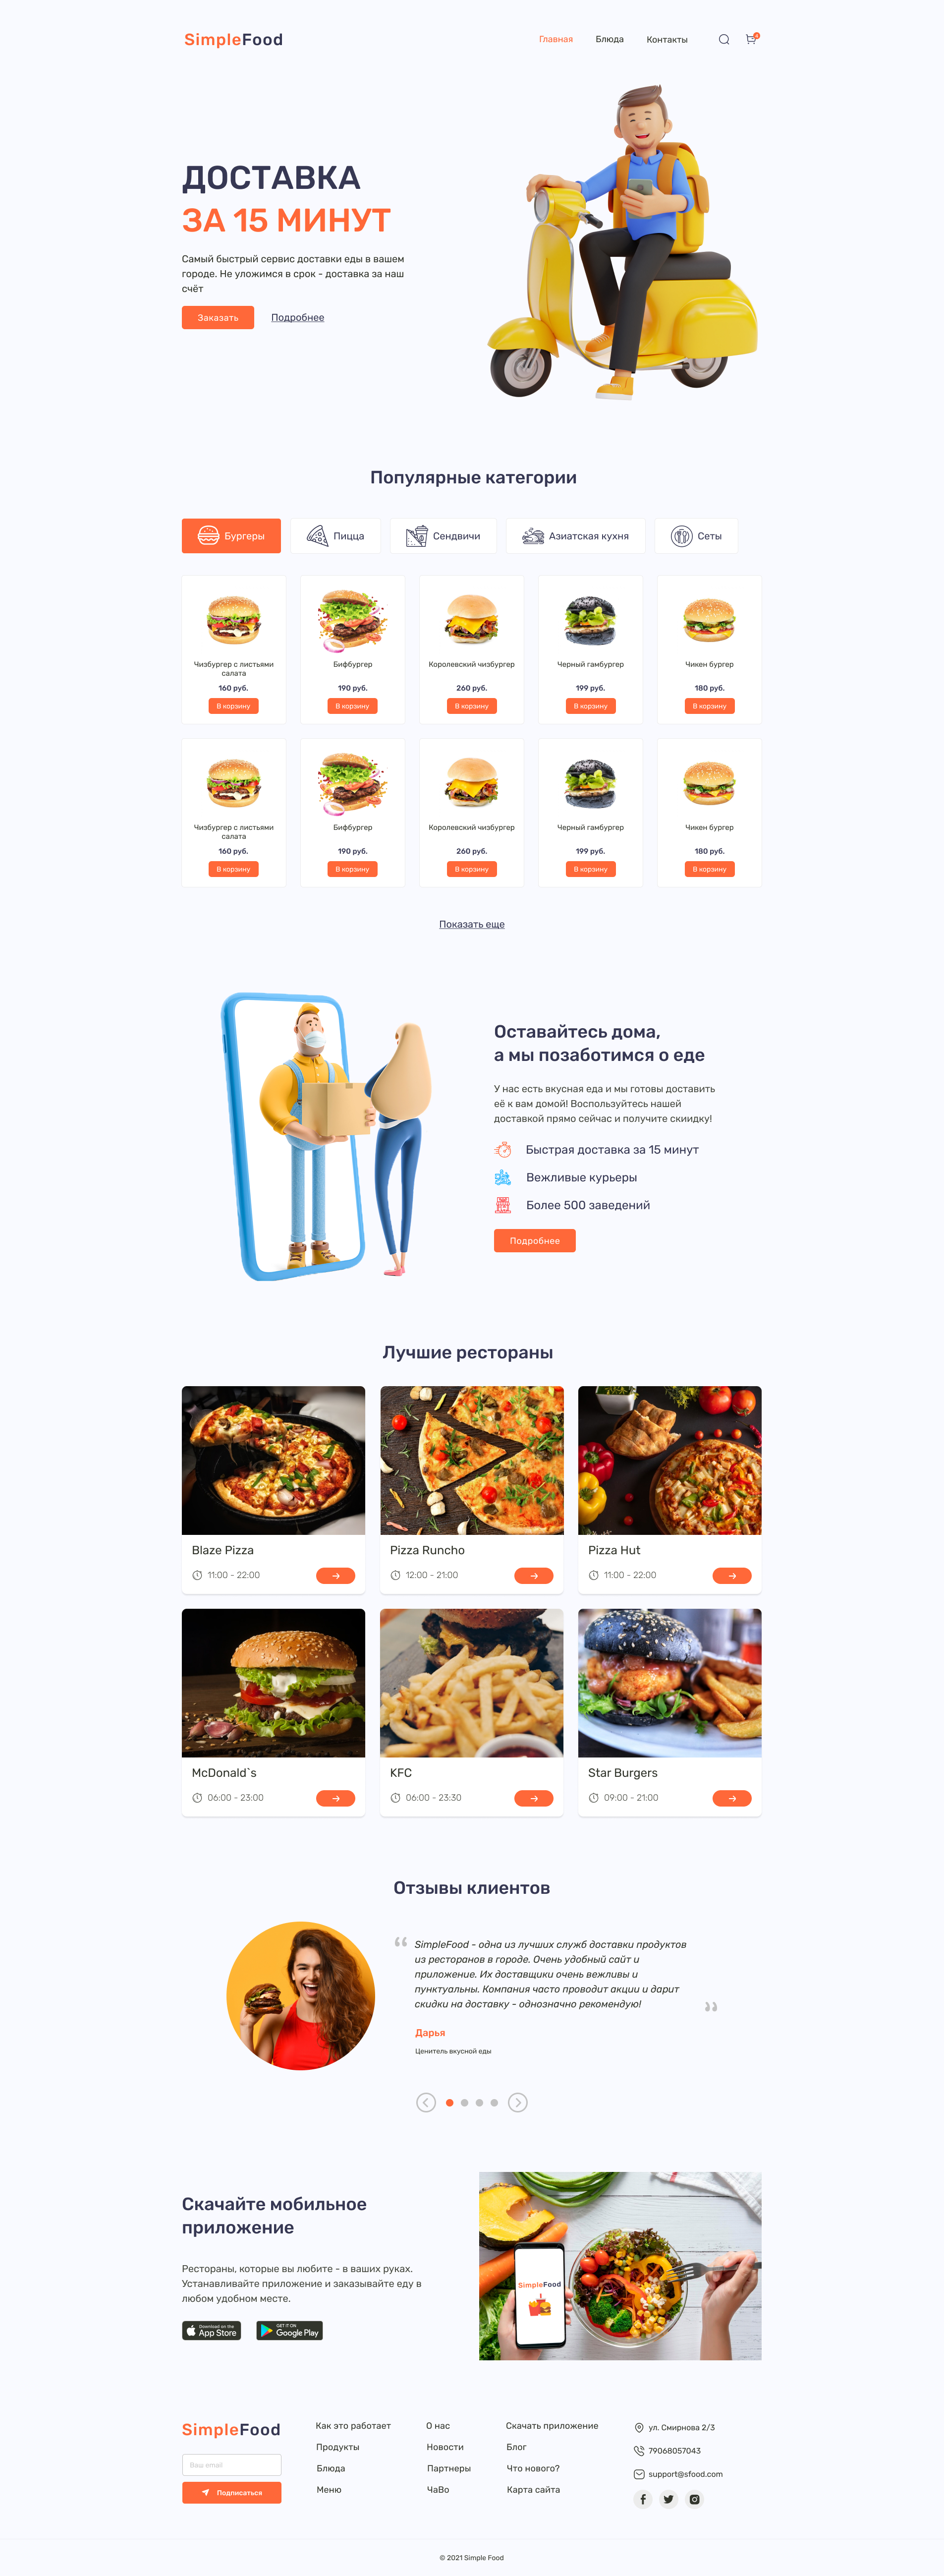 SimpleFood
Главная Блюда Контакты
ДОСТАВКА
ЗА 15 МИНУТ
Самый быстрый сервис доставки еды в вашем
городе. Не уложимся в срок - доставка за наш
счёт
Заказать Подробнее
Популярные категории
Бургеры Пицца Сендвичи Азиатская кухня Сеты
Чизбургер с листьями
салата
160 руб.
В корзину
Бифбургер
190 руб.
В корзину
Королевский чизбургер
260 руб.
В корзину
Черный гамбургер
199 руб.
В корзину
Чикен бургер
180 руб.
В корзину
Чизбургер с листьями
салата
160 руб.
В корзину
Бифбургер
190 руб.
В корзину
Королевский чизбургер
260 руб.
В корзину
Черный гамбургер
199 руб.
В корзину
Чикен бургер
180 руб.
В корзину
Показать еще
Оставайтесь дома,
а мы позаботимся о еде
У нас есть вкусная еда и мы готовы доставить
её к вам домой! Воспользуйтесь нашей
доставкой прямо сейчас и получите скидку!
Быстрая доставка за 15 минут
Вежливые курьеры
Более 500 заведений
Подробнее
Лучшие рестораны
Blaze Pizza
11:00 - 22:00
Pizza Runcho
12:00 - 21:00
Pizza Hut
11:00 - 22:00
McDonald`s
06:00 - 23:00
KFC
06:00 - 23:30
Star Burgers
09:00 - 21:00
Отзывы клиентов
“ SimpleFood - одна из лучших служб доставки продуктов
из ресторанов в городе. Очень удобный сайт и
приложение. Их доставщики очень вежливы и
пунктуальны. Компания часто проводит акции и дарит
скидки на доставку - однозначно рекомендую! ”
Дарья
Ценитель вкусной еды
Скачайте мобильное
приложение
Рестораны, которые вы любите - в ваших руках.
Устанавливайте приложение и заказывайте еду в
любом удобном месте.
Download on the
App Store
GET IT ON
Google Play
SimpleFood
SimpleFood
Ваш email
Подписаться
Как это работает
Продукты
Блюда
Меню
О нас
Новости
Партнеры
ЧаВо
Скачать приложение
Блог
Что нового?
Карта сайта
ул. Смирнова 2/3
79068057043
support@sfood.com
© 2021 Simple Food